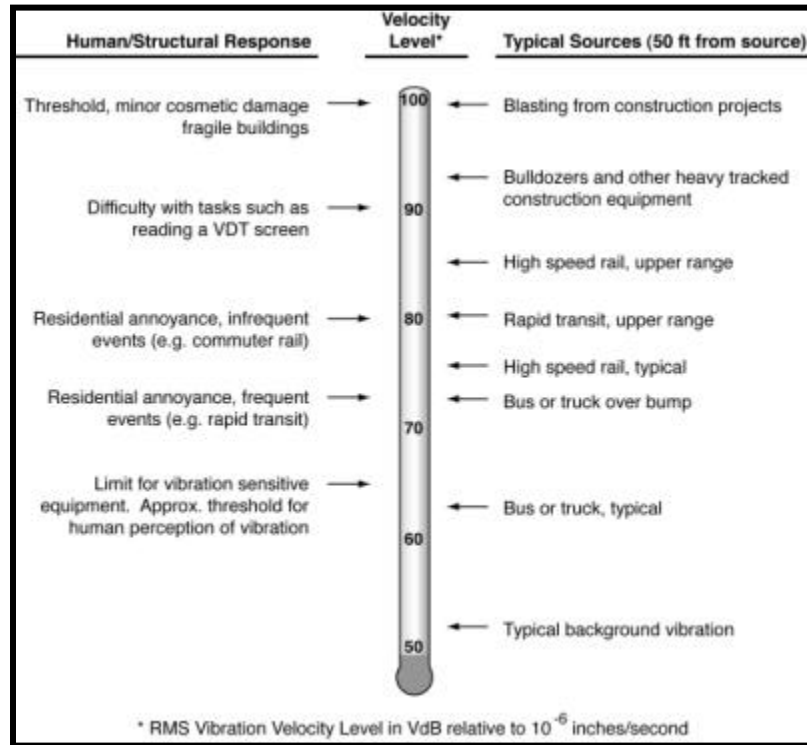 Human/Structural Response
Velocity
Level*
Typical Sources (50 ft from source)
Threshold, minor cosmetic damage
fragile buildings
100
Blasting from construction projects
Bulldozers and other heavy tracked
construction equipment
Difficulty with tasks such as
reading a VDT screen
90
High speed rail, upper range
Residential annoyance, infrequent
events (e.g. commuter rail)
80
Rapid transit, upper range
High speed rail, typical
Residential annoyance, frequent
events (e.g. rapid transit)
Bus or truck over bump
70
Limit for vibration sensitive
equipment. Approx. threshold for
human perception of vibration
Bus or truck, typical
60
Typical background vibration
50
* RMS Vibration Velocity Level in VdB relative to 10-6 inches/second